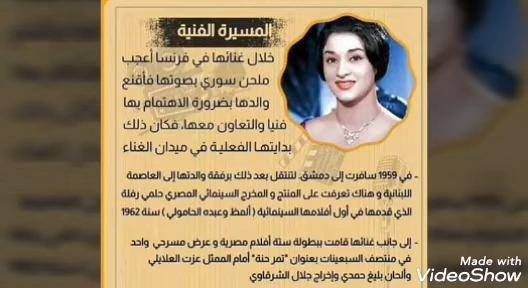 المسيرة الفنية
خلال غنائها في فرنسا أعجب
ملحن سوري بصوتها فأقنع
والدها بضرورة الاهتمام بها
فنيا والتعاون معها، فكان ذلك
بدايتها الفعلية في ميدان الغناء
- في 1959 سافرت إلى دمشق. لتنتقل بعد ذلك برفقة والدتها إلى العاصمة
اللبنانية و هناك تعرفت على المنتج و المخرج السينمائي المصري حلمي رفلة
الذي قدمها في أول أفلامها السينمائية ( ألمظ وعبده الحامولي ) سنة 1962
- إلى جانب غنائها قامت ببطولة ستة أفلام مصرية و عرض مسرحي واحد
في منتصف السبعينات بعنوان "تمر حنة" أمام الممثل عزت العلايلي
وألحان بليغ حمدي وإخراج جلال الشرقاوي
Made with
VideoShow